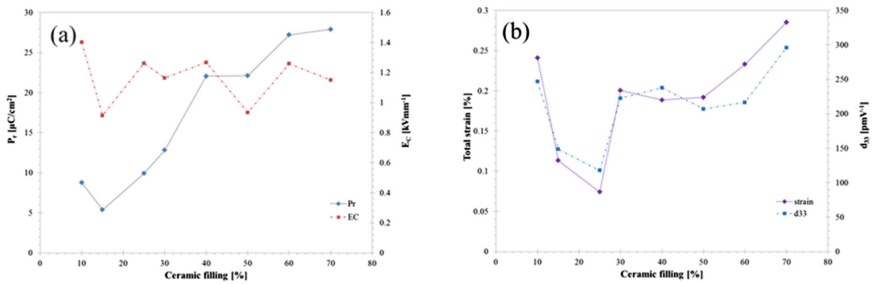 (a)
30
25
20
15
10
5
0
Pr [µC/cm²]
1.6
1.4
1.2
1
0.8
0.6
0.4
0.2
0
EC [kVmm⁻¹]
0 10 20 30 40 50 60 70 80
Ceramic filling [%]
Pr
EC
(b)
0.3
0.25
0.2
0.15
0.1
0.05
0
Total strain [%]
350
300
250
200
150
100
50
0
d33 [pmV⁻¹]
0 10 20 30 40 50 60 70 80
Ceramic filling [%]
strain
d33